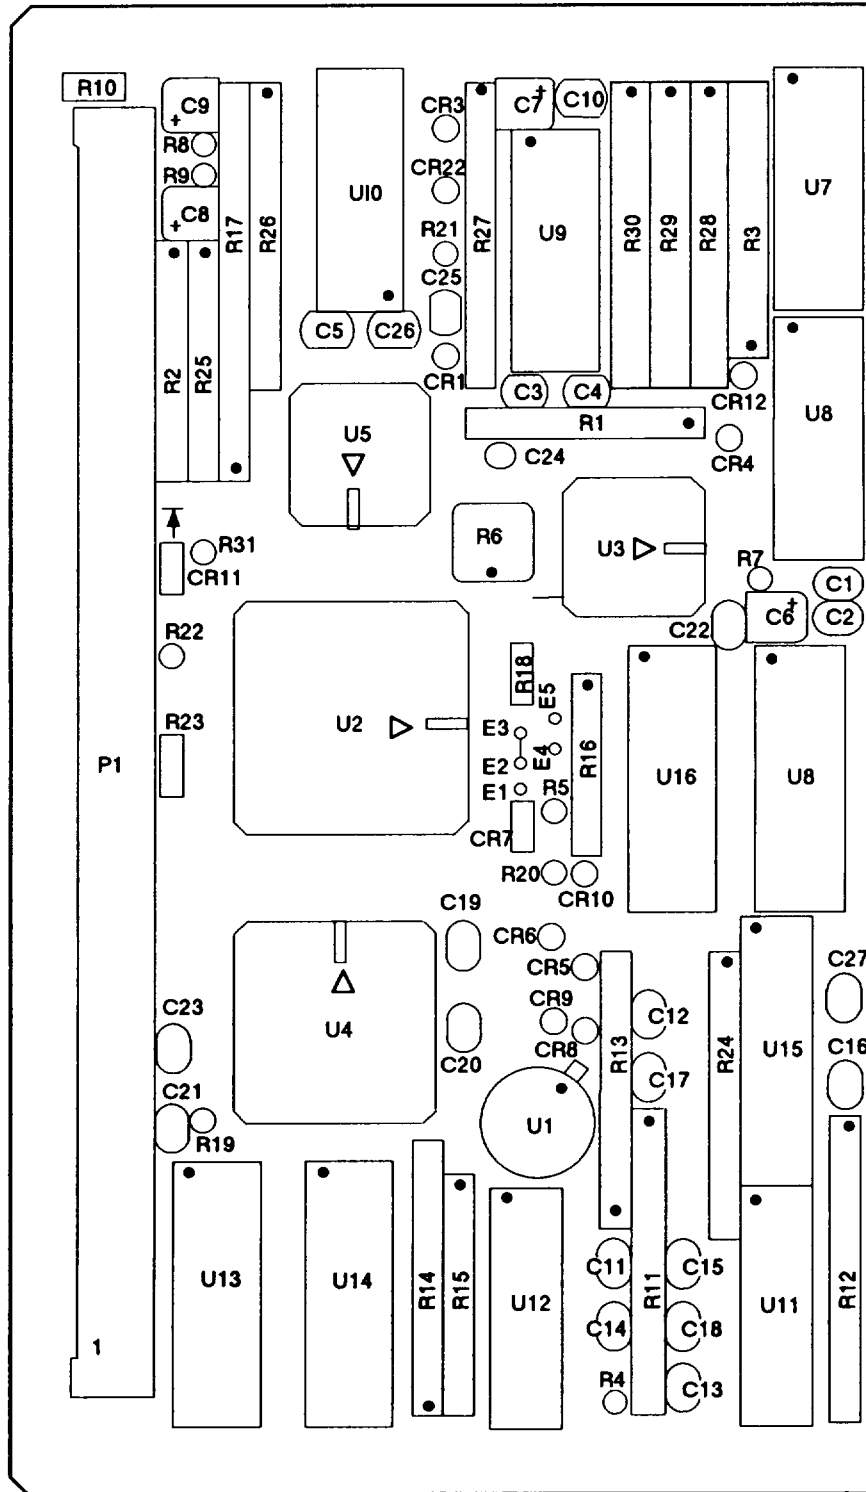 R10
C9
+
R8
R9
C8
+
R17
R26
UI0
CR3
CR22
R21
C25
CR1
R27
C7
+
C10
U9
R30
R29
R28
R3
U7
R2
R25
C5
C26
C3
C4
CR12
U8
R1
CR4
C24
U5
R6
U3
R31
CR11
R7
C1
C6
+
C2
C22
R22
R18
E5
U2
E3
E4
R16
R23
P1
E2
U16
U8
E1
R5
CR7
R20
CR10
C19
CR6
CR5
C27
C23
CR9
C12
U4
C20
CR8
R13
R24
U15
C16
C17
C21
U1
R19
U13
U14
R14
R15
U12
C11
R11
C15
U11
R12
C14
C18
1
R4
C13